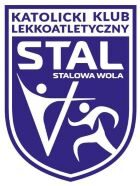 KATOLICKI KLUB
LEKKOATLETYCZNY
STAL
STALOWA WOLA